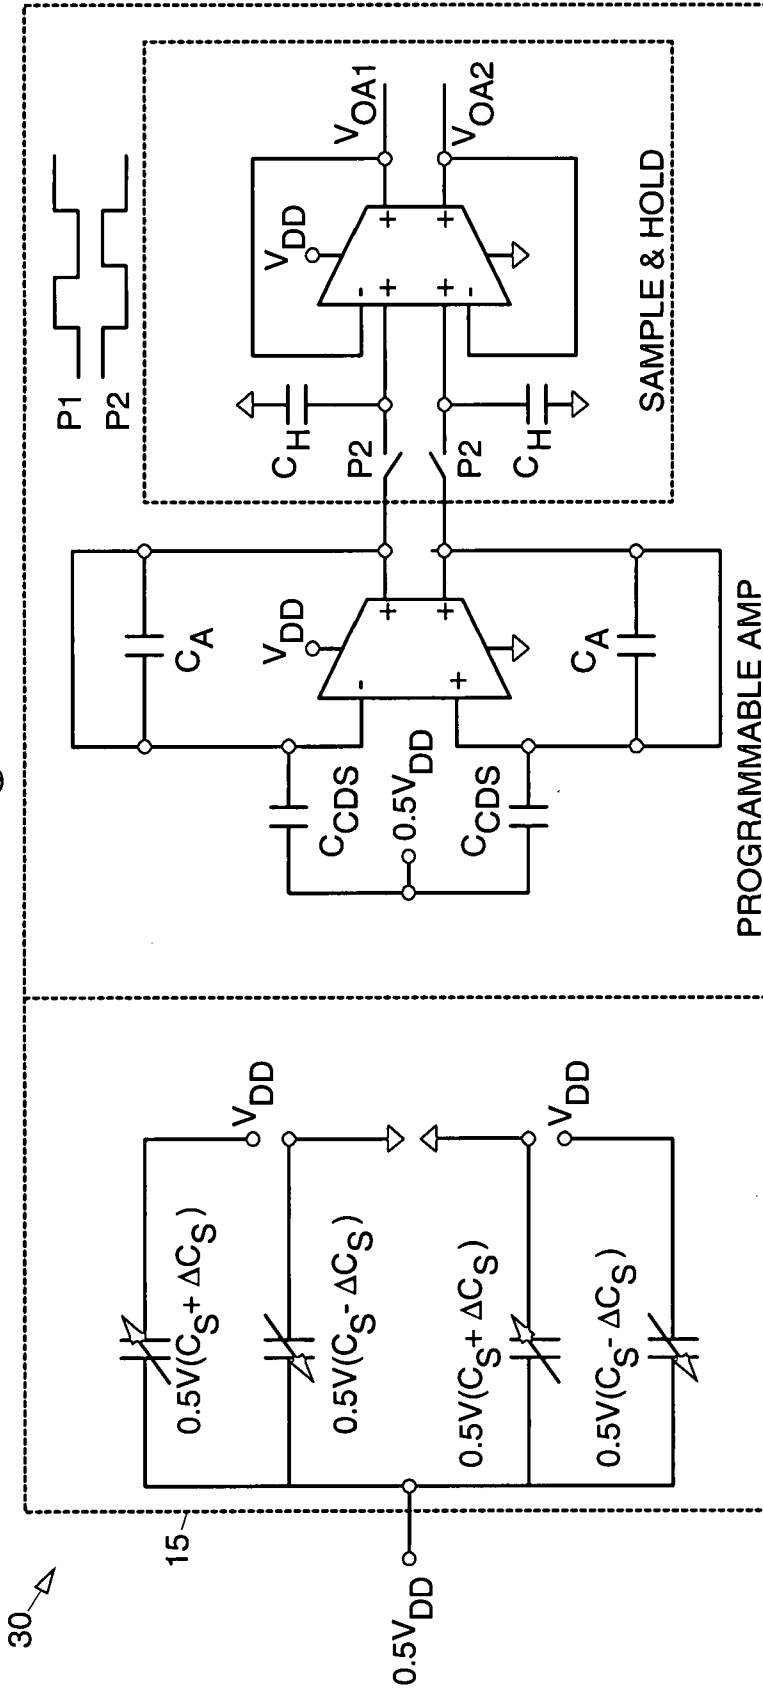 30
15
0.5V_DD
0.5V(C_S + ΔC_S)
V_DD
0.5V(C_S - ΔC_S)
0.5V(C_S + ΔC_S)
0.5V(C_S - ΔC_S)
V_DD
P1
P2
C_A
C_CDS
0.5V_DD
C_CDS
V_DD
-
+
+
+
C_A
PROGRAMMABLE AMP
P2
P2
C_H
C_H
V_DD
-
+
+
-
+
+
V_OA1
V_OA2
SAMPLE & HOLD